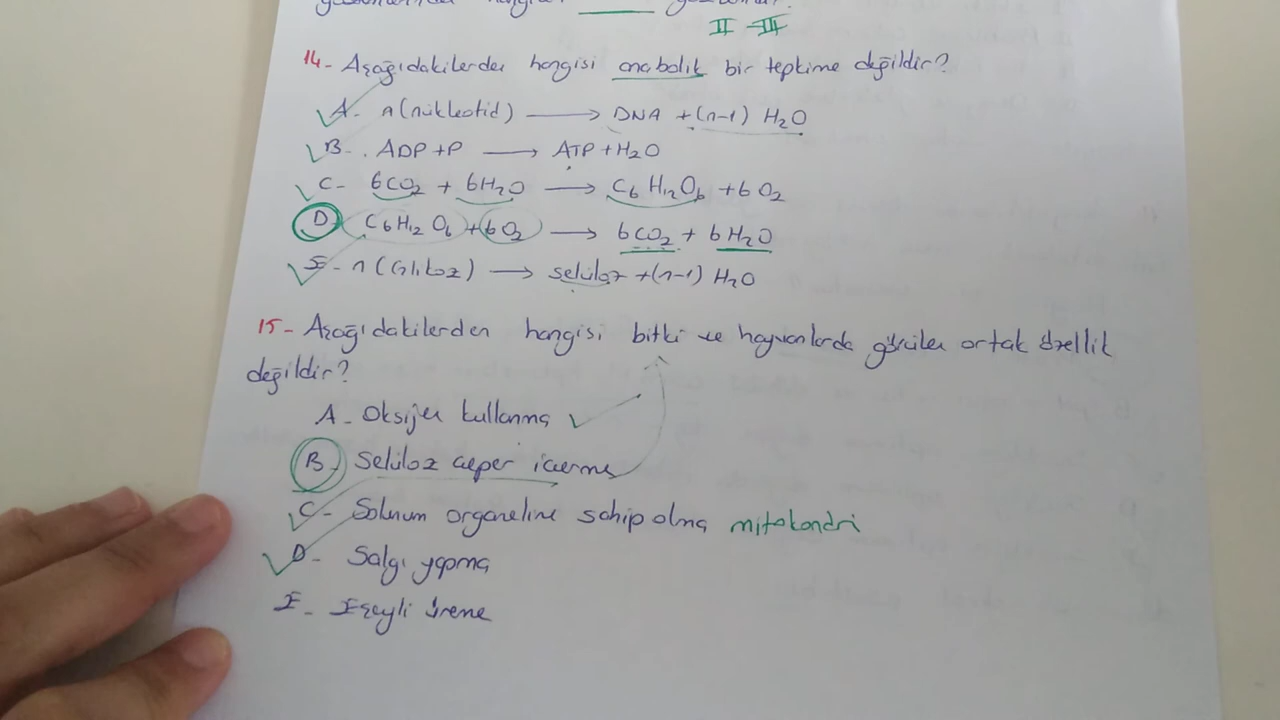 II - III
14- Aşağıdakilerden hangisi anabolik bir tepkime değildir?
A- n(nükleotid) → DNA + (n-1) H₂O
B- ADP+P → ATP + H₂O
C- 6CO₂ + 6H₂O → C₆H₁₂O₆ + 6O₂
D- C₆H₁₂O₆ + 6O₂ → 6CO₂ + 6H₂O
E- n(Glikoz) → selüloz + (n-1) H₂O
15- Aşağıdakilerden hangisi bitki ve hayvanlarda görülen ortak özellik
değildir?
A- Oksijen kullanma
B- Selüloz çeper içerme
C- Solunum organeline sahip olma mitokondri
D- Salgı yapma
E- Eşeyli üreme